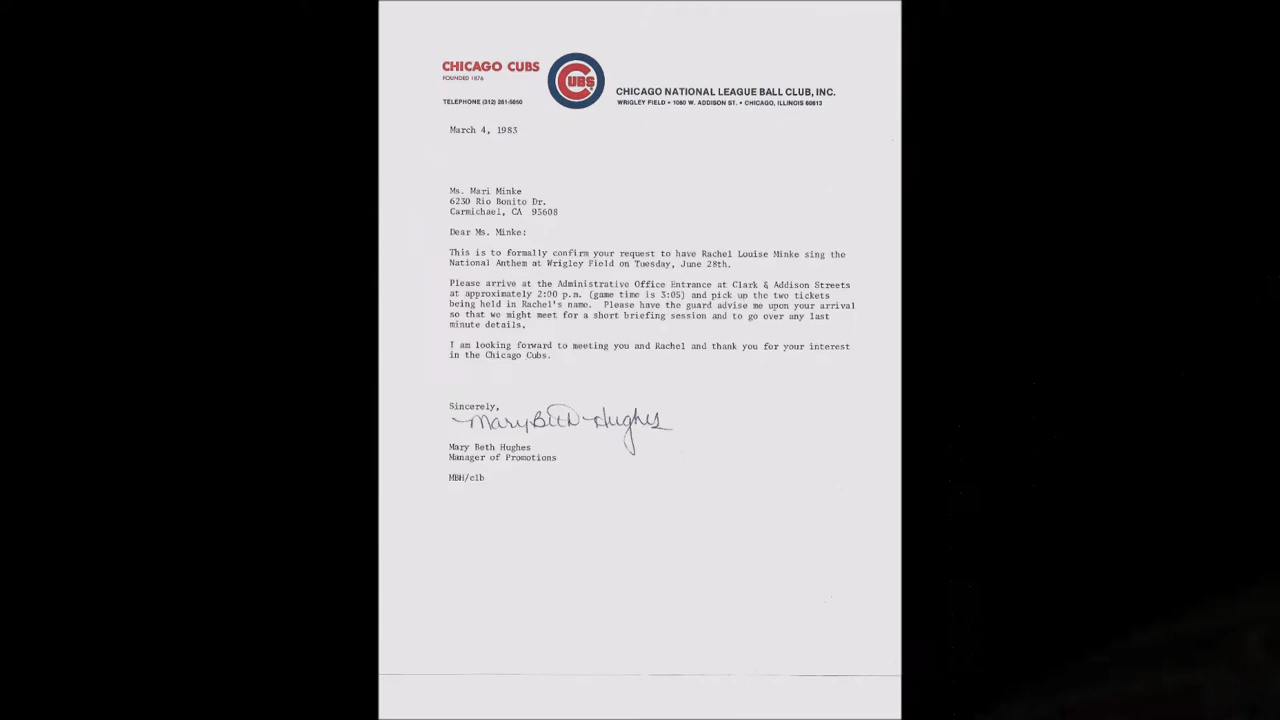 CHICAGO CUBS
FOUNDED 1876
CUBS
TELEPHONE (312) 281-5050
CHICAGO NATIONAL LEAGUE BALL CLUB, INC.
WRIGLEY FIELD • 1060 W. ADDISON ST. • CHICAGO, ILLINOIS 60613
March 4, 1983
Ms. Mari Minke
6230 Rio Bonito Dr.
Carmichael, CA 95608
Dear Ms. Minke:
This is to formally confirm your request to have Rachel Louise Minke sing the
National Anthem at Wrigley Field on Tuesday, June 28th.
Please arrive at the Administrative Office Entrance at Clark & Addison Streets
at approximately 2:00 p.m. (game time is 3:05) and pick up the two tickets
being held in Rachel's name. Please have the guard advise me upon your arrival
so that we might meet for a short briefing session and to go over any last
minute details.
I am looking forward to meeting you and Rachel and thank you for your interest
in the Chicago Cubs.
Sincerely,
Mary Beth Hughes
Mary Beth Hughes
Manager of Promotions
MBH/clb